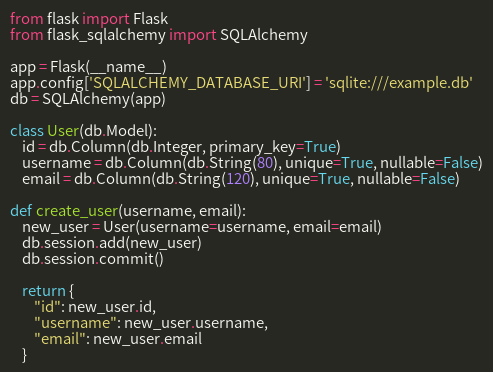 from flask import Flask
from flask_sqlalchemy import SQLAlchemy

app = Flask(__name__)
app.config['SQLALCHEMY_DATABASE_URI'] = 'sqlite:///example.db'
db = SQLAlchemy(app)

class User(db.Model):
    id = db.Column(db.Integer, primary_key=True)
    username = db.Column(db.String(80), unique=True, nullable=False)
    email = db.Column(db.String(120), unique=True, nullable=False)

def create_user(username, email):
    new_user = User(username=username, email=email)
    db.session.add(new_user)
    db.session.commit()

    return {
        "id": new_user.id,
        "username": new_user.username,
        "email": new_user.email
    }